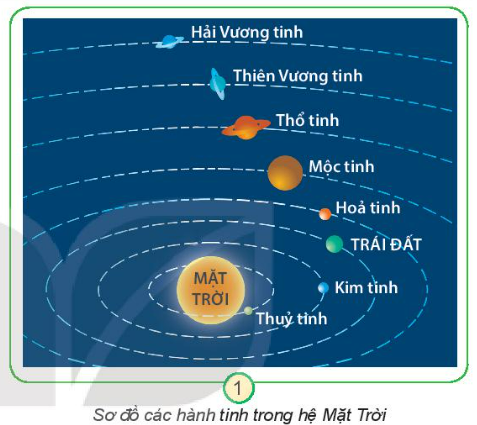 Hải Vương tinh
Thiên Vương tinh
Thổ tinh
Mộc tinh
Hoả tinh
TRÁI ĐẤT
MẶT
TRỜI
Kim tinh
Thuỷ tinh
1
Sơ đồ các hành tinh trong hệ Mặt Trời